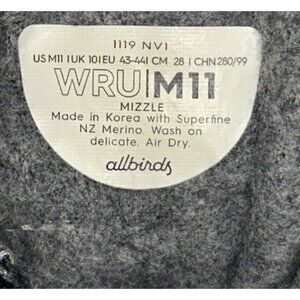 1119 NV1
US M11 | UK 10 | EU 43-44 | CM 28 | CHN 280/99
WRU|M11
MIZZLE
Made in Korea with Superfine
NZ Merino. Wash on
delicate. Air Dry.
allbirds